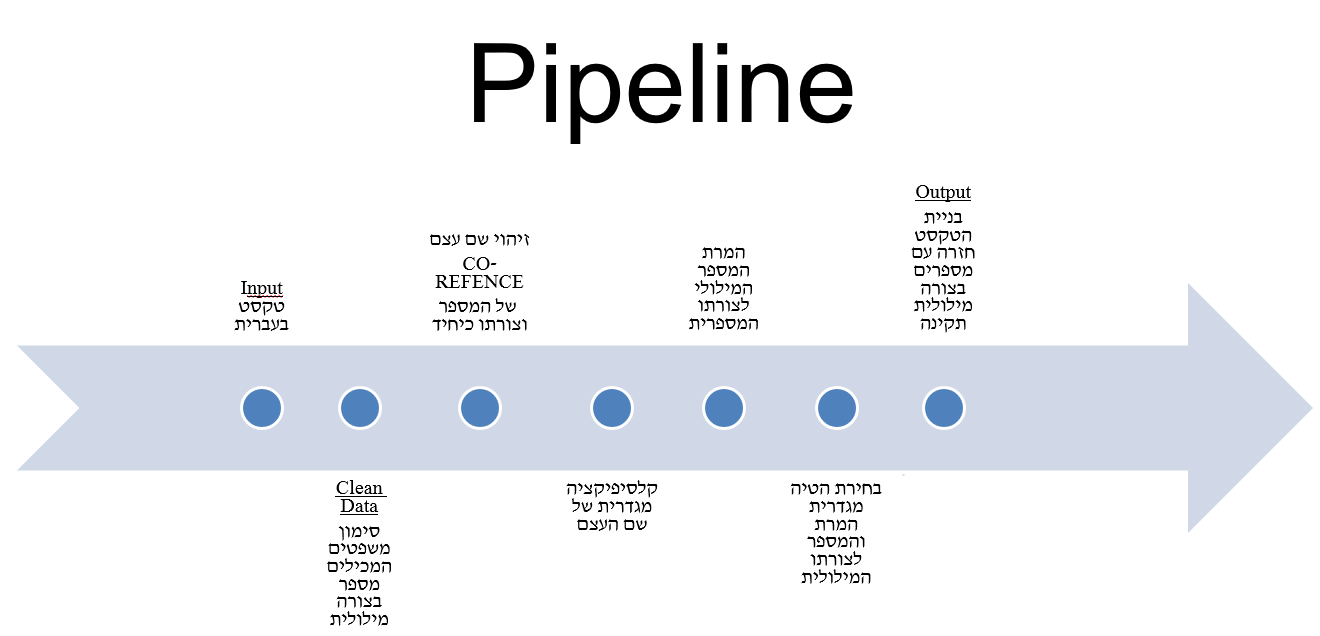 Pipeline
Input
טקסט
בעברית
Clean
Data
סימון
משפטים
המכילים
מספר
בצורה
מילולית
זיהוי שם עצם
CO-
REFENCE
של המספר
וצורתו כיחיד
קלסיפיקציה
מגדרית של
שם העצם
המרת
המספר
המילולי
לצורתו
המספרית
בחירת הטיה
מגדרית
המרת
והמספר
לצורתו
המילולית
Output
בניית
הטקסט
חזרה עם
מספרים
בצורה
מילולית
תקינה